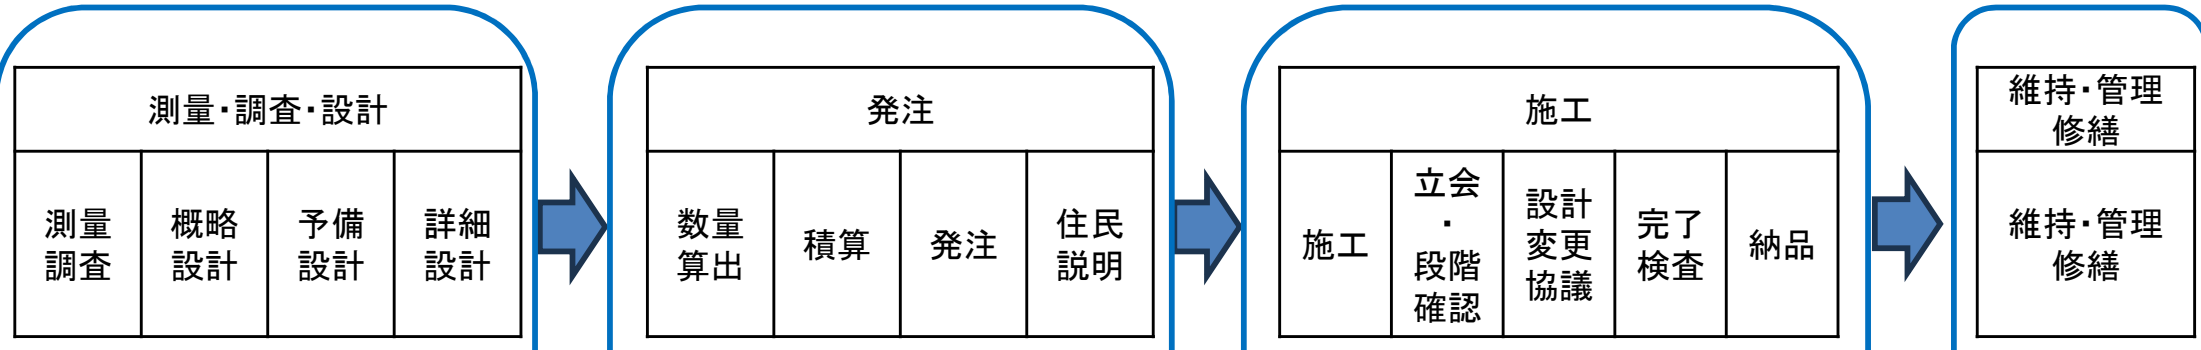 測量・調査・設計
測量
調査
概略
設計
予備
設計
詳細
設計
発注
数量
算出
積算
発注
住民
説明
施工
施工
立会
・
段階
確認
設計
変更
協議
完了
検査
納品
維持・管理
修繕
維持・管理
修繕